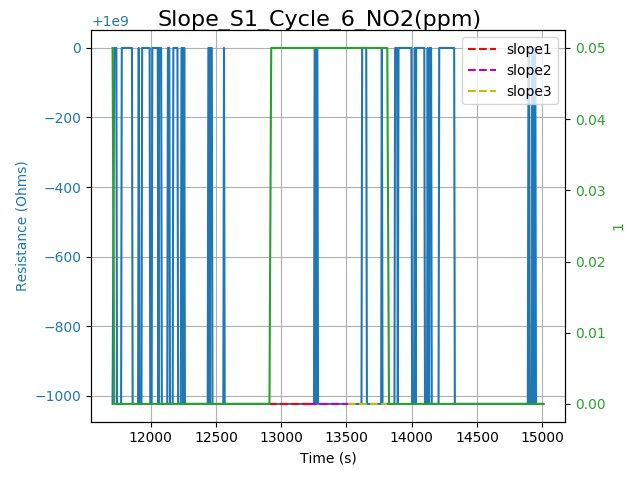 Slope_S1_Cycle_6_NO2(ppm)
+1e9
0
−200
−400
−600
−800
−1000
Resistance (Ohms)
12000 12500 13000 13500 14000 14500 15000
Time (s)
0.05
0.04
0.03
0.02
0.01
0.00
1
slope1
slope2
slope3